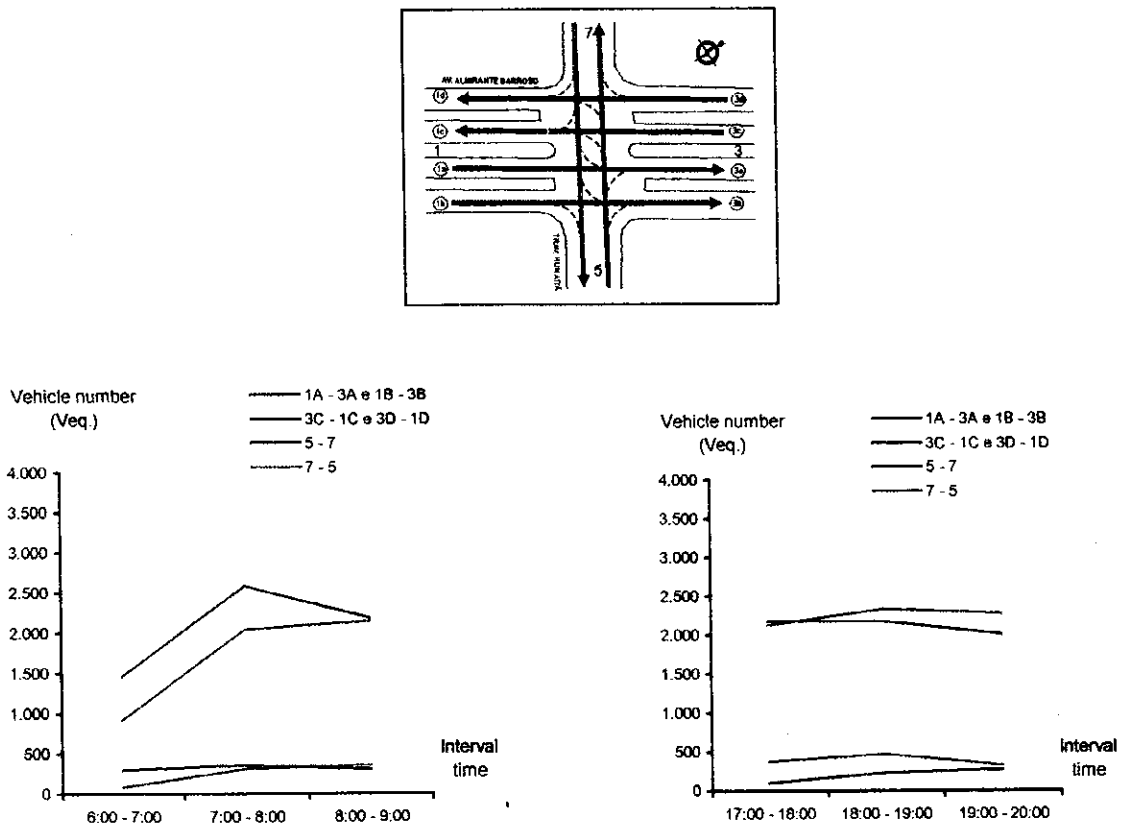 7
AV. ALMIRANTE BARROSO
1d
3d
1c
3c
1
3
1a
3a
1b
3b
5
Vehicle number
(Veq.)
1A - 3A e 1B - 3B
3C - 1C e 3D - 1D
5 - 7
7 - 5
4.000
3.500
3.000
2.500
2.000
1.500
1.000
500
0
6:00 - 7:00
7:00 - 8:00
8:00 - 9:00
Interval
time
Vehicle number
(Veq.)
1A - 3A e 1B - 3B
3C - 1C e 3D - 1D
5 - 7
7 - 5
4.000
3.500
3.000
2.500
2.000
1.500
1.000
500
0
17:00 - 18:00
18:00 - 19:00
19:00 - 20:00
Interval
time